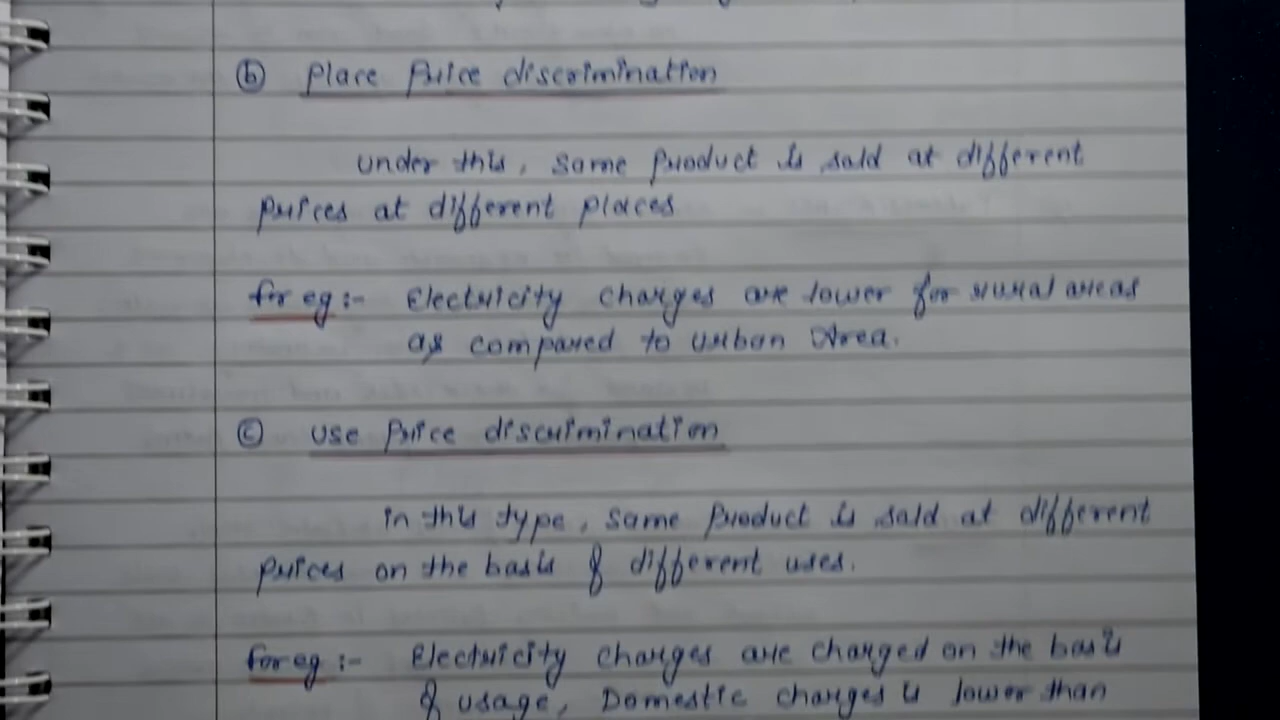 (b) Place Price discrimination
Under this, same product is sold at different
prices at different places
for eg :- Electricity charges are lower for rural areas
as compared to urban Area.
(c) Use Price discrimination
In this type, same product is sold at different
prices on the basis of different uses.
for eg :- Electricity charges are charged on the basis
of usage, Domestic charges is lower than